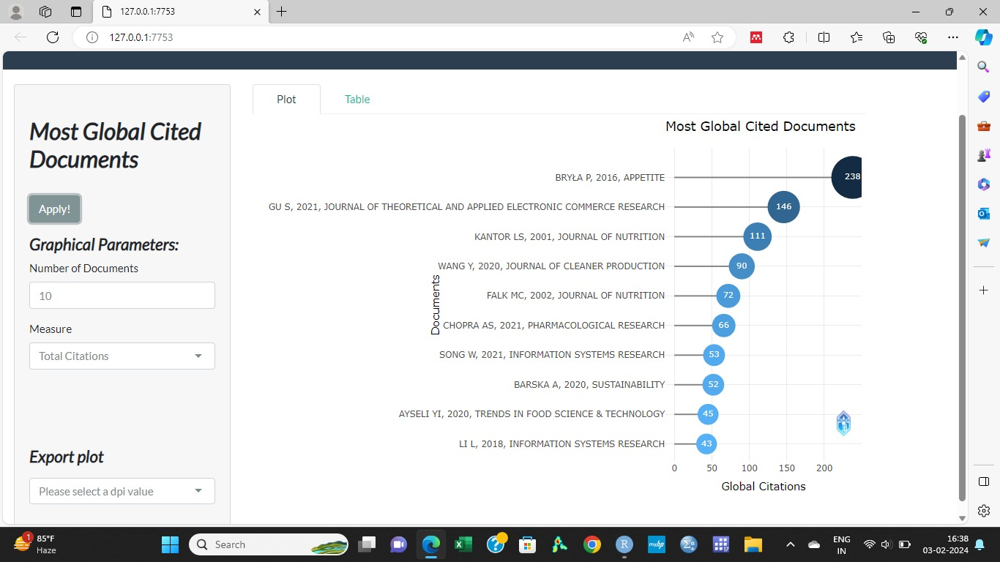 127.0.0.1:7753
127.0.0.1:7753
Most Global Cited
Documents
Apply!
Graphical Parameters:
Number of Documents
10
Measure
Total Citations
Export plot
Please select a dpi value
Plot
Table
Most Global Cited Documents
Documents
BRYŁA P, 2016, APPETITE
238
GU S, 2021, JOURNAL OF THEORETICAL AND APPLIED ELECTRONIC COMMERCE RESEARCH
146
KANTOR LS, 2001, JOURNAL OF NUTRITION
111
WANG Y, 2020, JOURNAL OF CLEANER PRODUCTION
90
FALK MC, 2002, JOURNAL OF NUTRITION
72
CHOPRA AS, 2021, PHARMACOLOGICAL RESEARCH
66
SONG W, 2021, INFORMATION SYSTEMS RESEARCH
53
BARSKA A, 2020, SUSTAINABILITY
52
AYSELI YI, 2020, TRENDS IN FOOD SCIENCE & TECHNOLOGY
45
LI L, 2018, INFORMATION SYSTEMS RESEARCH
43
0 50 100 150 200
Global Citations
1
85°F
Haze
Search
myhp
17
ENG
IN
16:38
03-02-2024